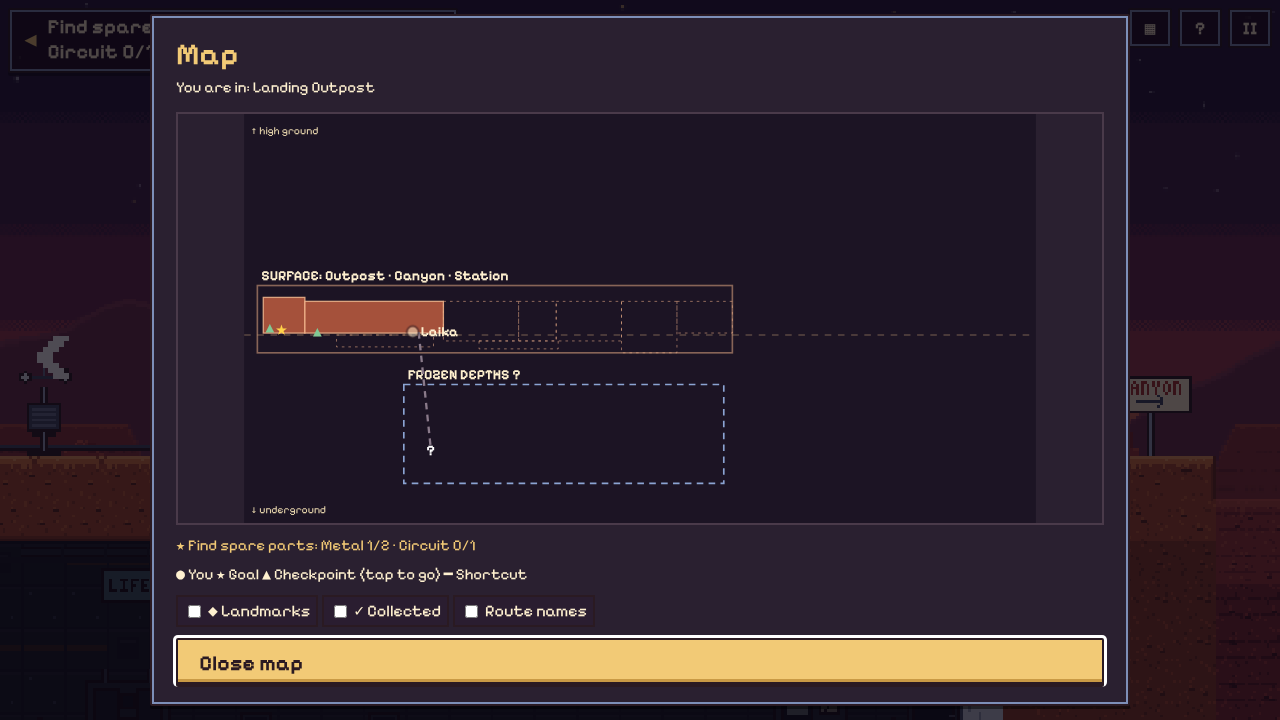 ◀ Find spare
Circuit 0/1
?
II
Map
You are in: Landing Outpost
↑ high ground
SURFACE: Outpost · Canyon · Station
Laika
FROZEN DEPTHS ?
?
↓ underground
★ Find spare parts: Metal 1/2 · Circuit 0/1
● You ★ Goal ▲ Checkpoint (tap to go) ━ Shortcut
◆ Landmarks
✓ Collected
Route names
Close map
ANYON
LIFE